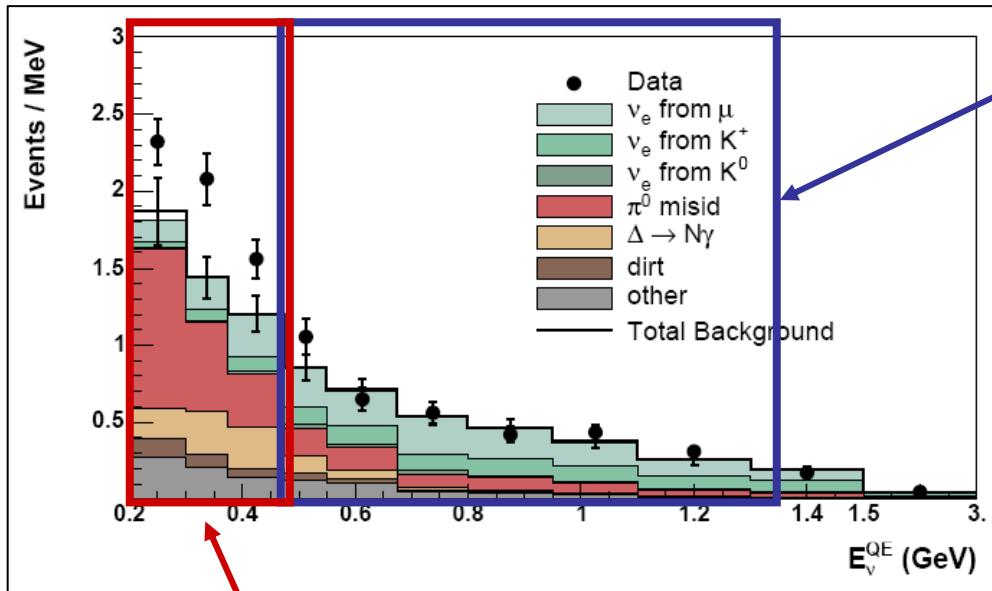 3
2.5
2
1.5
1
0.5
Events / MeV
Data
νe from μ
νe from K+
νe from K0
π0 misid
Δ → Nγ
dirt
other
Total Background
0.2 0.4 0.6 0.8 1 1.2 1.4 1.5 3.
EνQE (GeV)